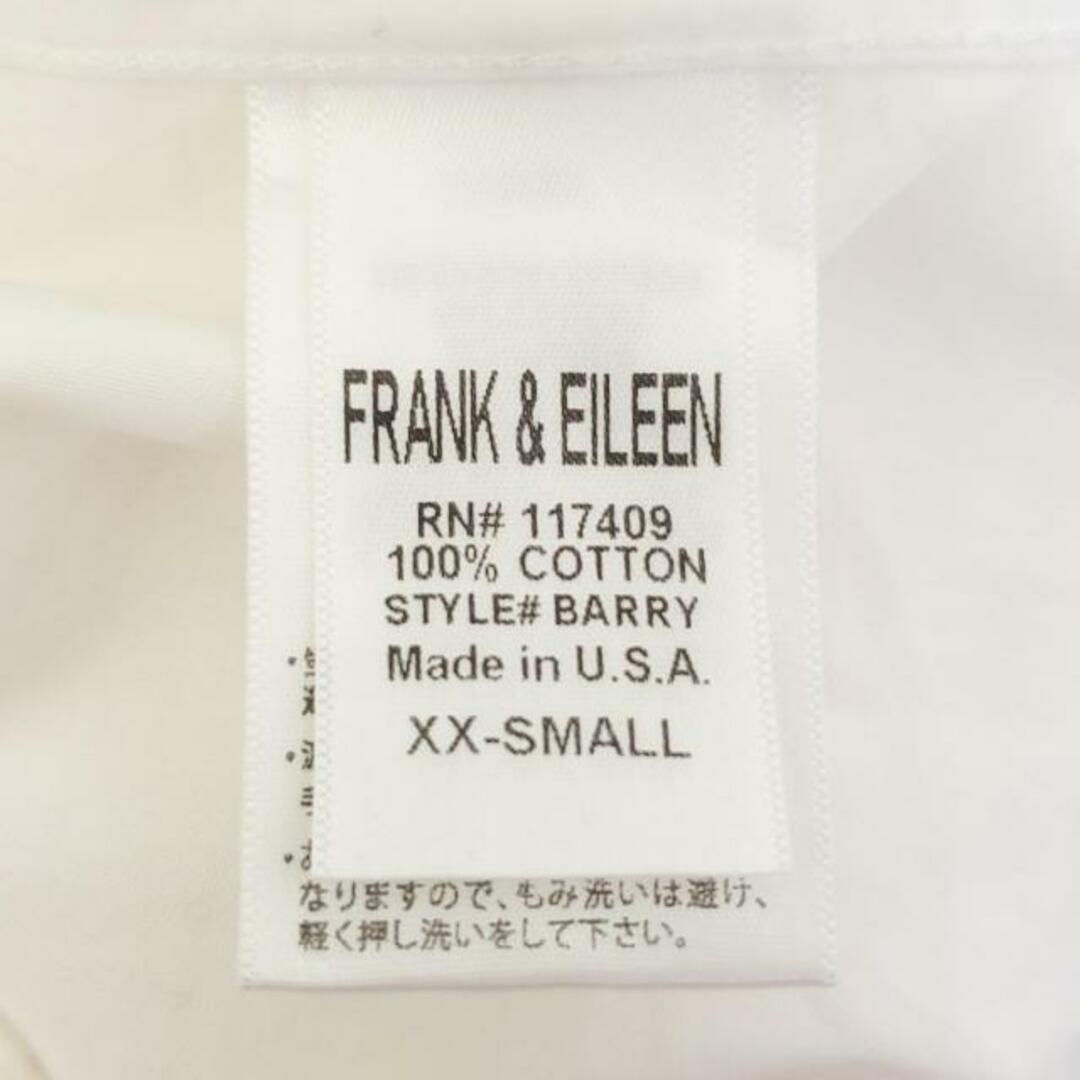 FRANK & EILEEN
RN# 117409
100% COTTON
STYLE# BARRY
Made in U.S.A.
XX-SMALL
なりますので、もみ洗いは避け、
軽く押し洗いをして下さい。